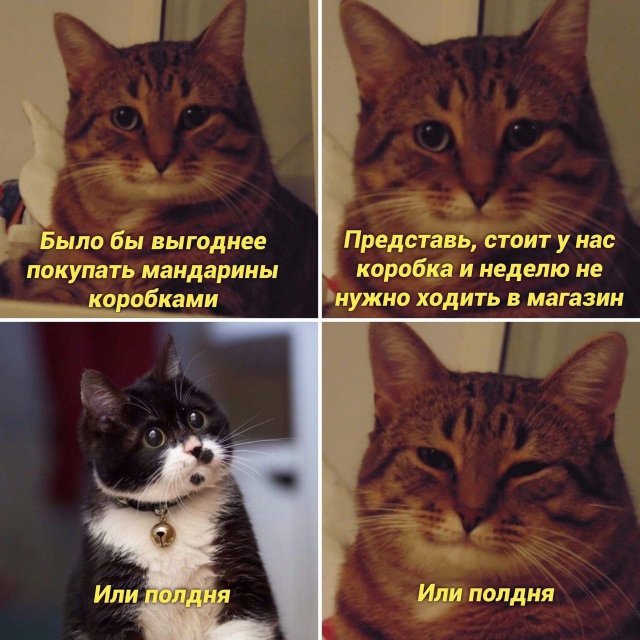 Было бы выгоднее
покупать мандарины
коробками
Представь, стоит у нас
коробка и неделю не
нужно ходить в магазин
Или полдня
Или полдня